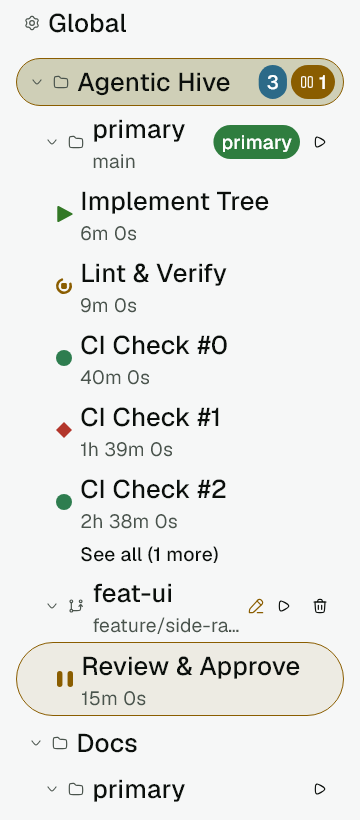 Global
Agentic Hive 3 1
primary primary
main
Implement Tree
6m 0s
Lint & Verify
9m 0s
CI Check #0
40m 0s
CI Check #1
1h 39m 0s
CI Check #2
2h 38m 0s
See all (1 more)
feat-ui
feature/side-ra...
Review & Approve
15m 0s
Docs
primary